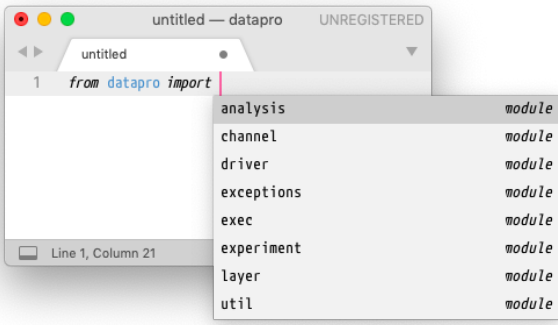 untitled — datapro UNREGISTERED
untitled
1 from datapro import
analysis module
channel module
driver module
exceptions module
exec module
experiment module
layer module
util module
Line 1, Column 21